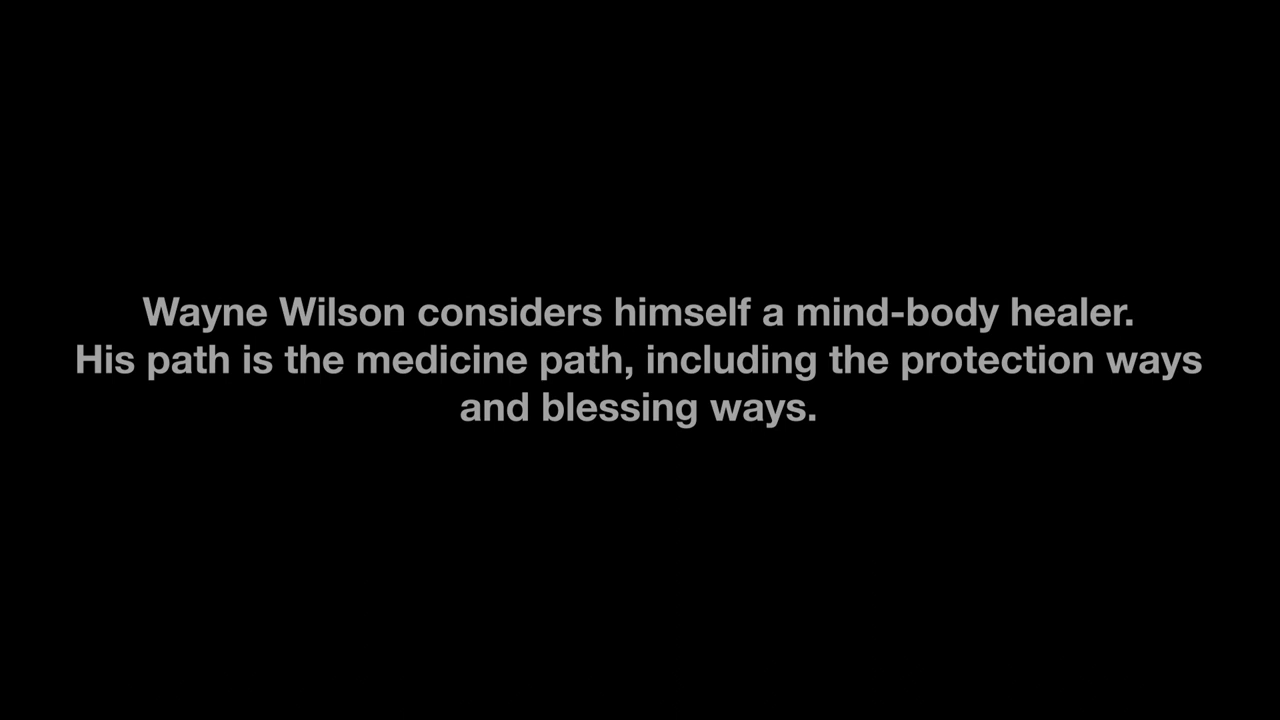 Wayne Wilson considers himself a mind-body healer.
His path is the medicine path, including the protection ways
and blessing ways.